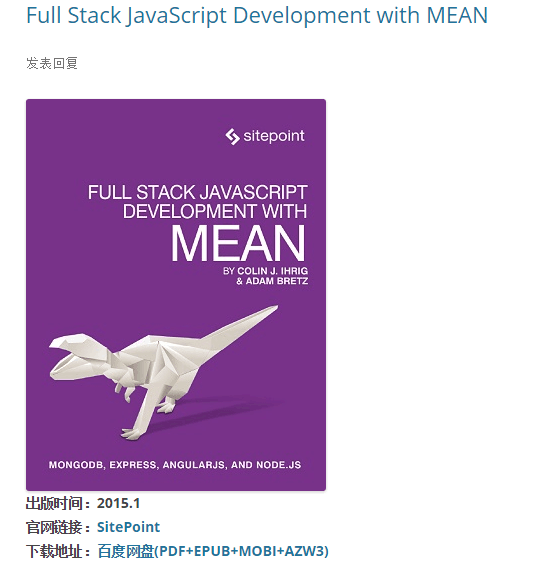 Full Stack JavaScript Development with MEAN
发表回复
sitepoint
FULL STACK JAVASCRIPT
DEVELOPMENT WITH
MEAN
BY COLIN J. IHRIG
& ADAM BRETZ
MONGODB, EXPRESS, ANGULARJS, AND NODE.JS
出版时间：2015.1
官网链接：SitePoint
下载地址：百度网盘(PDF+EPUB+MOBI+AZW3)